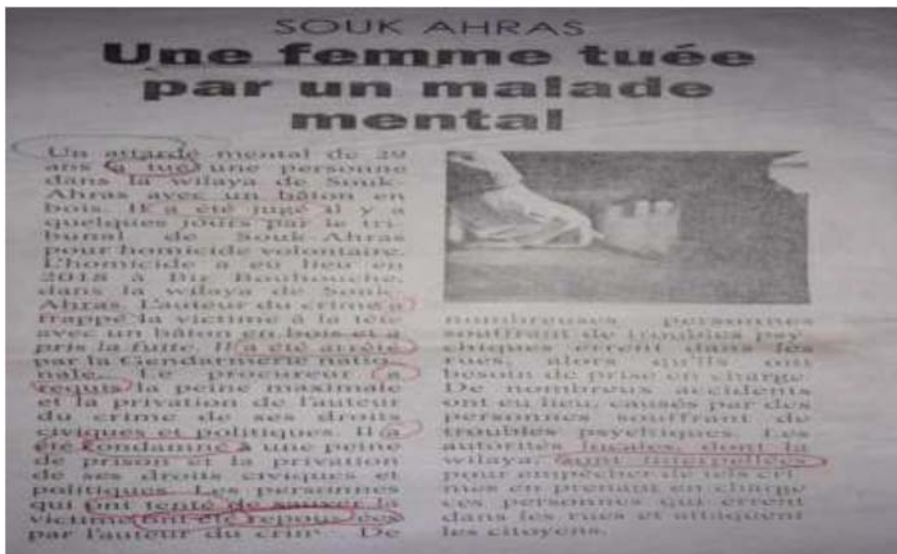 SOUK AHRAS
Une femme tuée
par un malade
mental
Un attardé mental de 29
ans a tué une personne
dans la wilaya de Souk-
Ahras avec un bâton en
bois. Il a été jugé il y a
quelques jours par le tri-
bunal de Souk-Ahras
pour homicide volontaire.
L'homicide a eu lieu en
2018 à Bir Bouhouche,
dans la wilaya de Souk-
Ahras. L'auteur du crime a
frappé la victime à la tête
avec un bâton en bois et a
pris la fuite. Il a été arrêté
par la Gendarmerie natio-
nale. Le procureur a
requis la peine maximale
et la privation de l'auteur
du crime de ses droits
civiques et politiques. Il a
été condamné à une peine
de prison et la privation
de ses droits civiques et
politiques. Les personnes
qui ont tenté de sauver la
victime ont été repoussées
par l'auteur du crim. De
nombreuses personnes
souffrant de troubles psy-
chiques errent dans les
rues, alors qu'ils ont
besoin de prise en charge.
De nombreux accidents
ont eu lieu, causés par des
personnes souffrant de
troubles psychiques. Les
autorités locales, dont la
wilaya, sont interpellées
pour empêcher de tels cri-
mes en prenant en charge
ces personnes qui errent
dans les rues et attaquent
les citoyens.